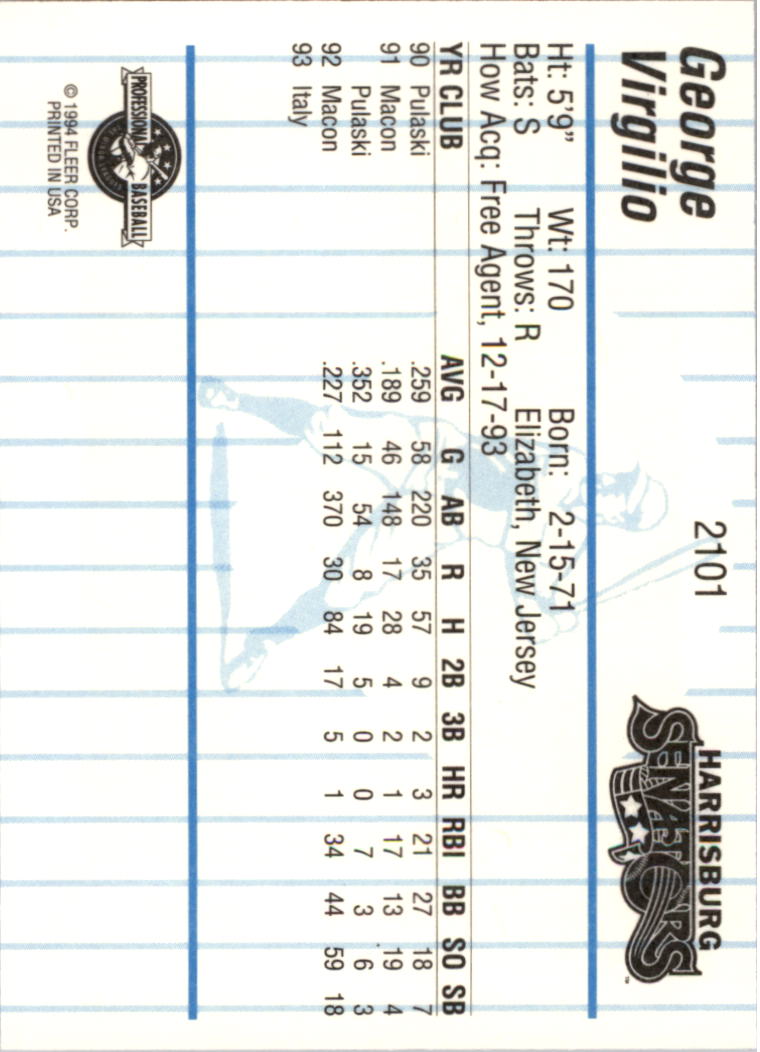 George
Virgilio
2101
HARRISBURG
SENATORS
™
Ht: 5'9" Wt: 170 Born: 2-15-71
Bats: S Throws: R Elizabeth, New Jersey
How Acq: Free Agent, 12-17-93
YR CLUB AVG G AB R H 2B 3B HR RBI BB SO SB
90 Pulaski .259 58 220 35 57 9 2 3 21 27 18 7
91 Macon .189 46 148 17 28 4 2 1 17 13 19 4
Pulaski .352 15 54 8 19 5 0 0 7 3 6 3
92 Macon .227 112 370 30 84 17 5 1 34 44 59 18
93 Italy
PROFESSIONAL BASEBALL
© 1994 FLEER CORP.
PRINTED IN USA